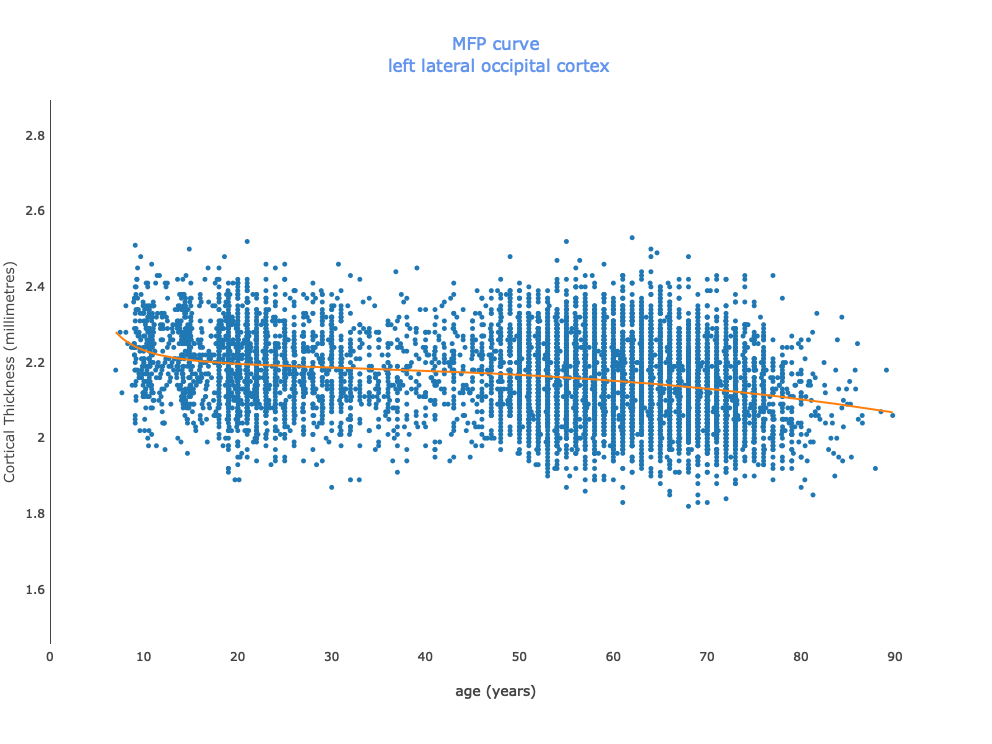 MFP curve
left lateral occipital cortex
Cortical Thickness (millimetres)
2.8
2.6
2.4
2.2
2
1.8
1.6
0 10 20 30 40 50 60 70 80 90
age (years)